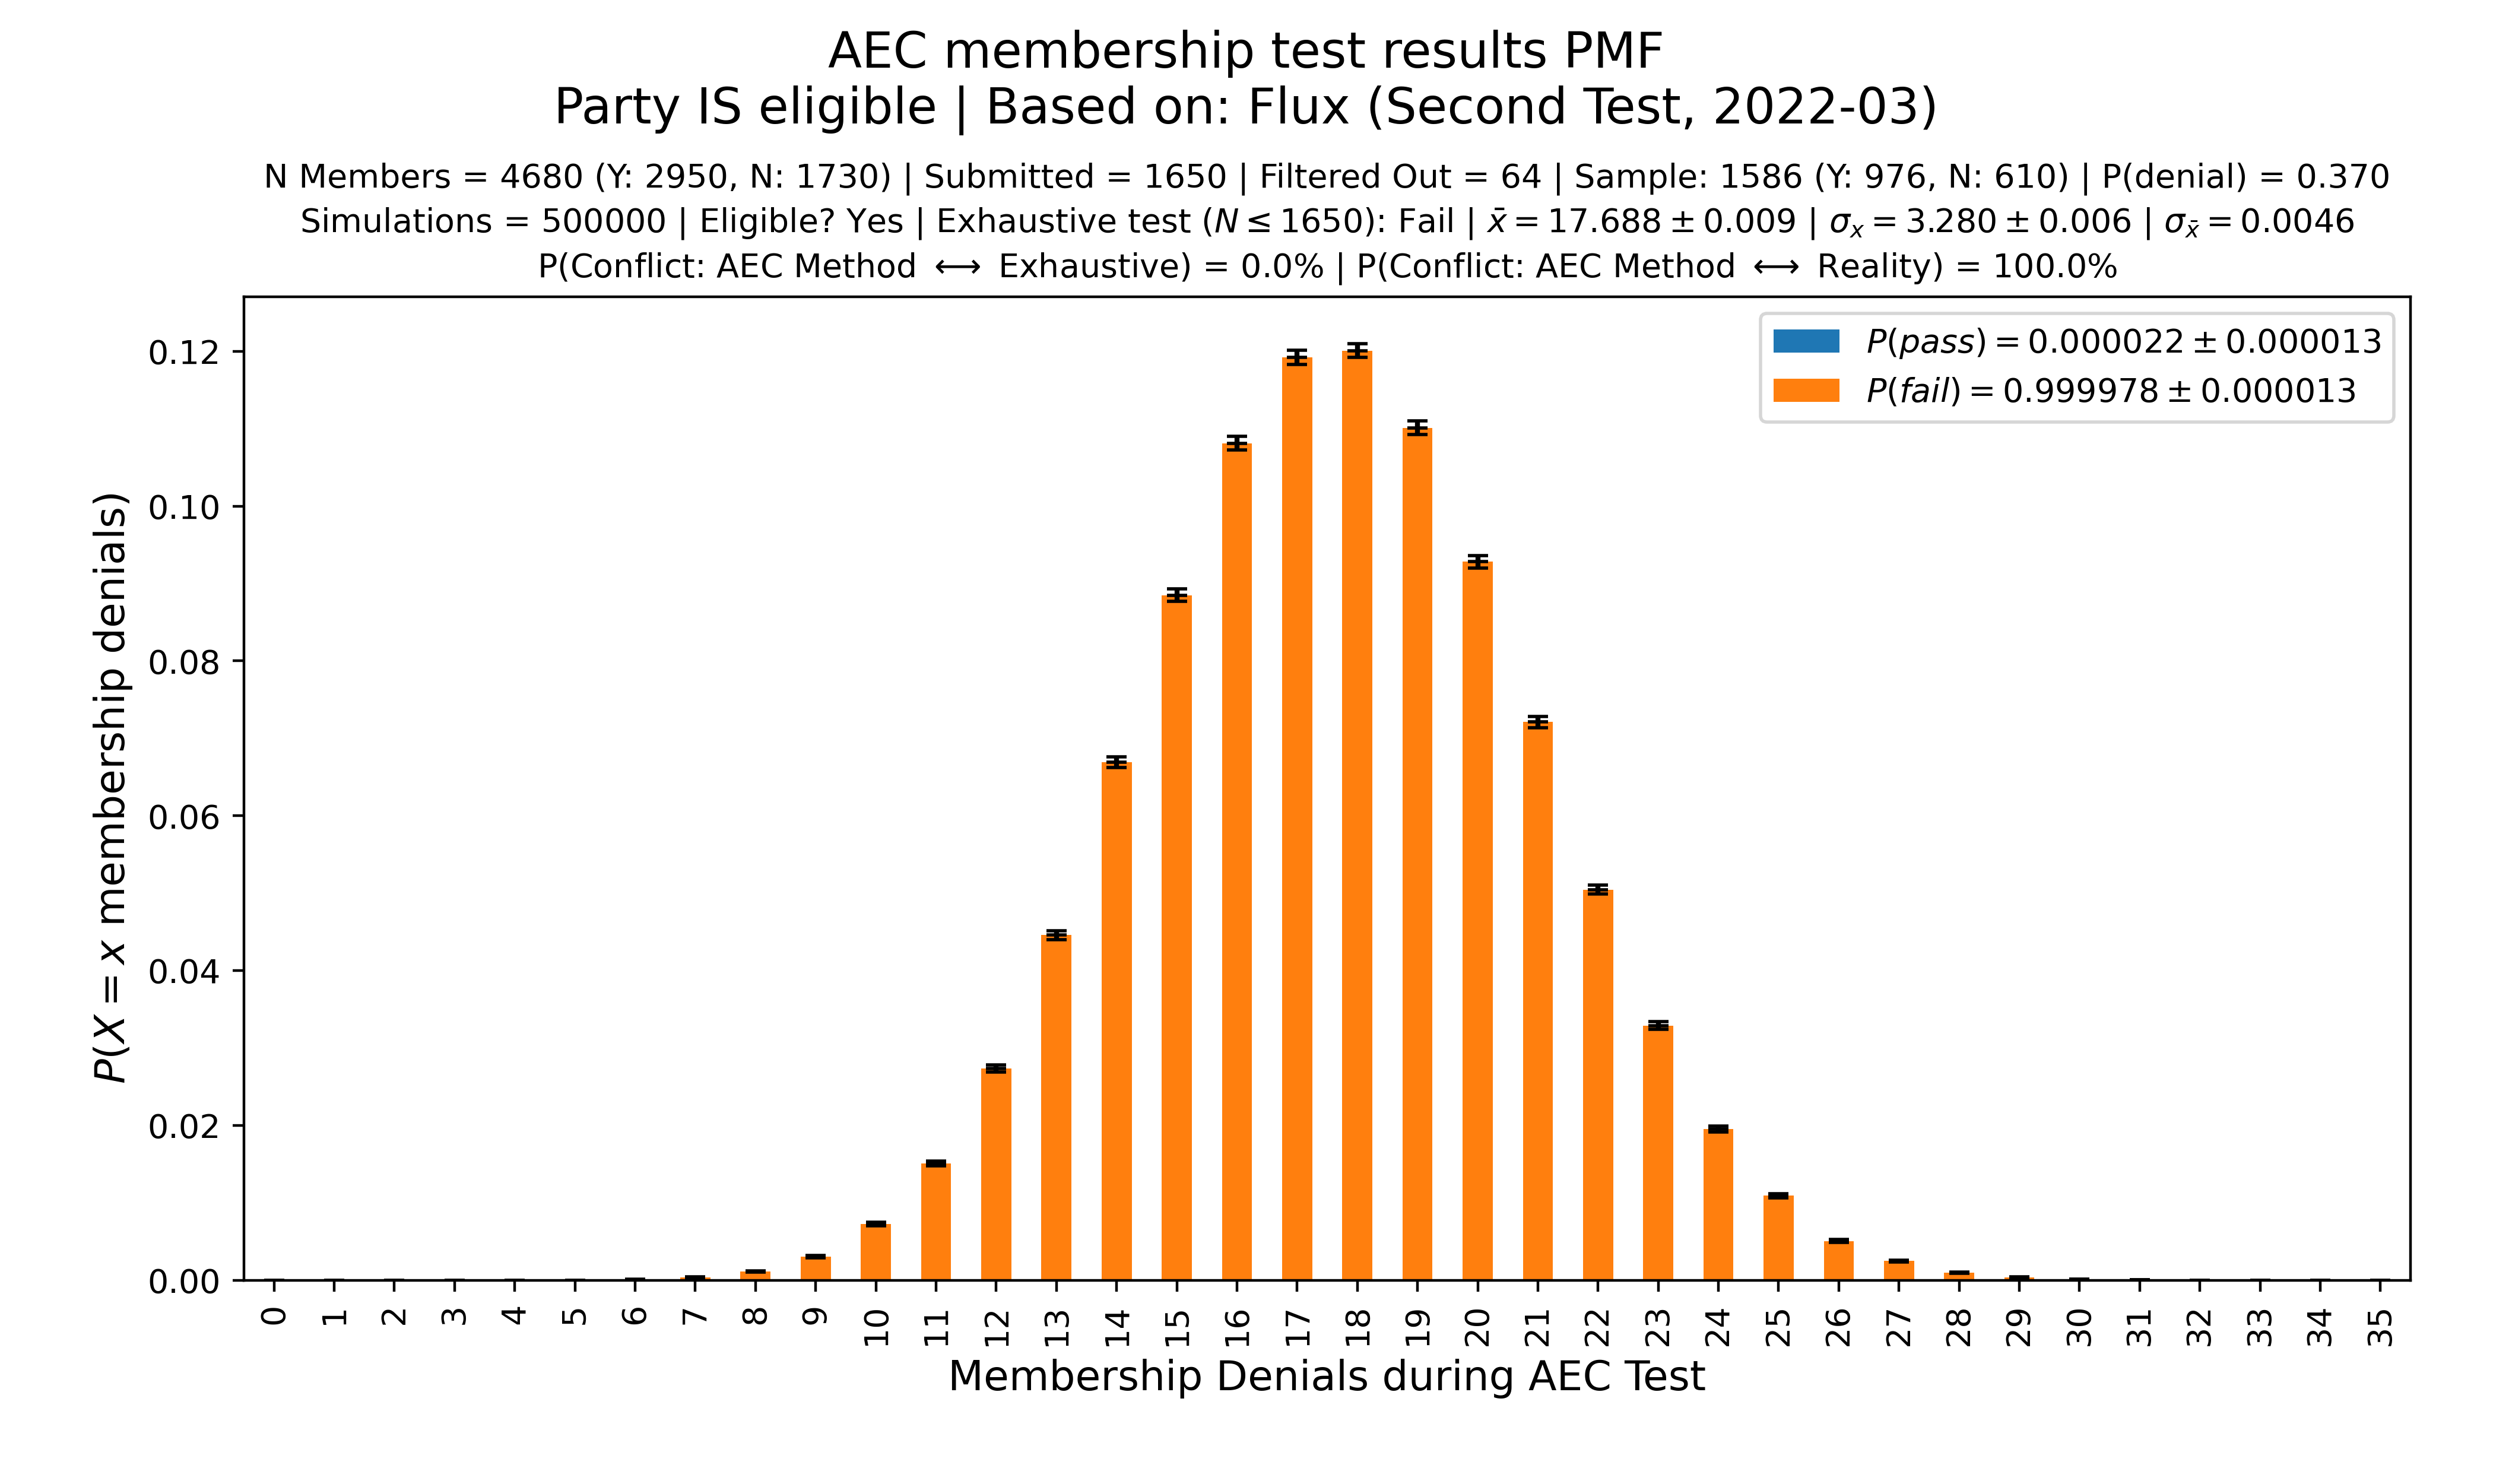 AEC membership test results PMF
Party IS eligible | Based on: Flux (Second Test, 2022-03)
N Members = 4680 (Y: 2950, N: 1730) | Submitted = 1650 | Filtered Out = 64 | Sample: 1586 (Y: 976, N: 610) | P(denial) = 0.370
Simulations = 500000 | Eligible? Yes | Exhaustive test (N ≤ 1650): Fail | x̄ = 17.688 ± 0.009 | σₓ = 3.280 ± 0.006 | σ_x̄ = 0.0046
P(Conflict: AEC Method ⟷ Exhaustive) = 0.0% | P(Conflict: AEC Method ⟷ Reality) = 100.0%
P(pass) = 0.000022 ± 0.000013
P(fail) = 0.999978 ± 0.000013
P(X = x membership denials)
0.12
0.10
0.08
0.06
0.04
0.02
0.00
0 1 2 3 4 5 6 7 8 9 10 11 12 13 14 15 16 17 18 19 20 21 22 23 24 25 26 27 28 29 30 31 32 33 34 35
Membership Denials during AEC Test